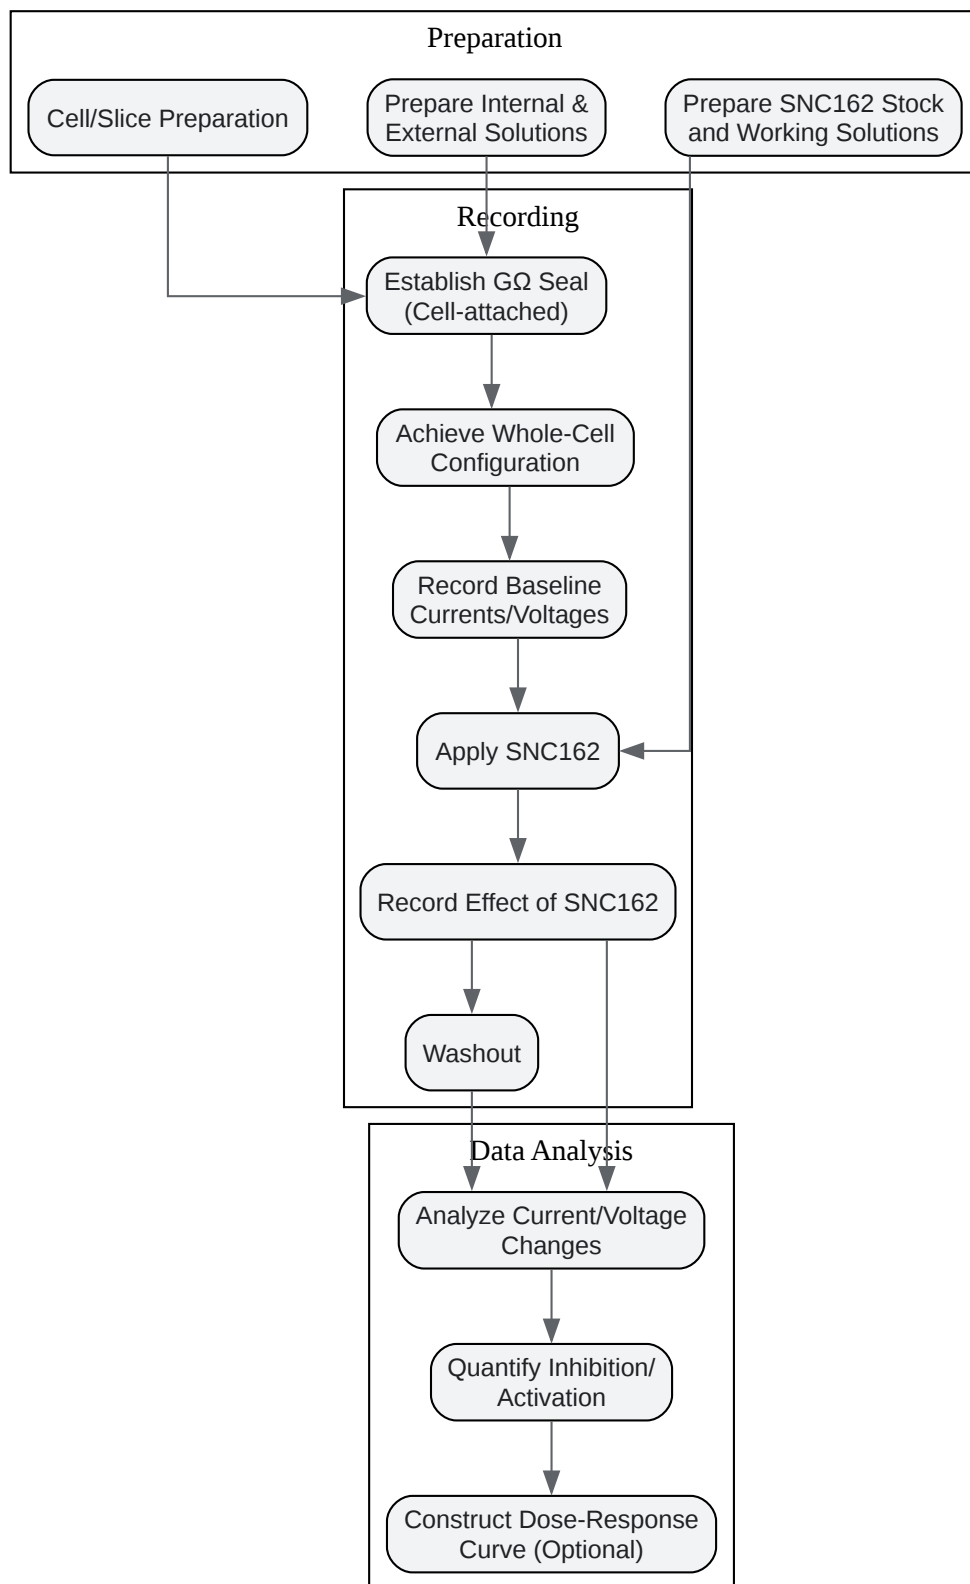 Preparation
Cell/Slice Preparation
Prepare Internal &
External Solutions
Prepare SNC162 Stock
and Working Solutions
Recording
Establish GΩ Seal
(Cell-attached)
Achieve Whole-Cell
Configuration
Record Baseline
Currents/Voltages
Apply SNC162
Record Effect of SNC162
Washout
Data Analysis
Analyze Current/Voltage
Changes
Quantify Inhibition/
Activation
Construct Dose-Response
Curve (Optional)